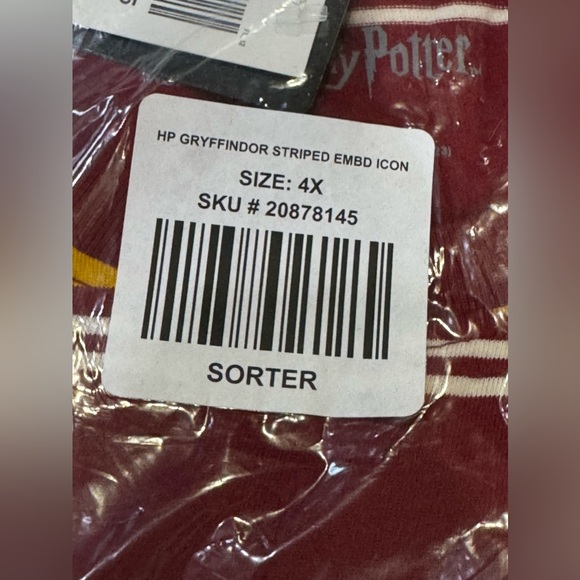 Potter
HP GRYFFINDOR STRIPED EMBD ICON
SIZE: 4X
SKU # 20878145
SORTER